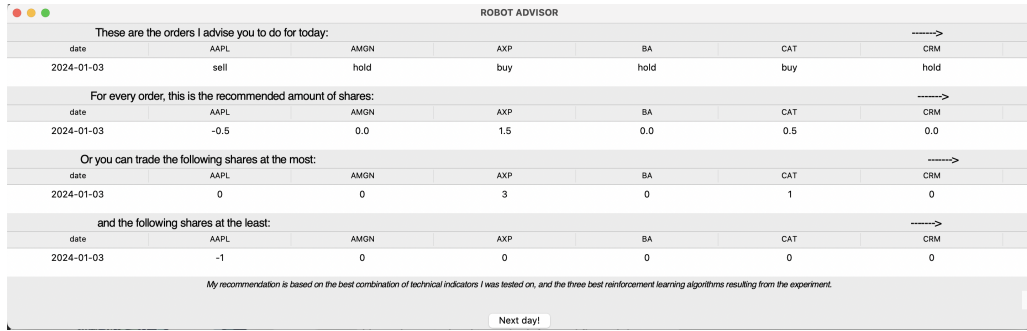 ROBOT ADVISOR
These are the orders I advise you to do for today: ------->
date AAPL AMGN AXP BA CAT CRM
2024-01-03 sell hold buy hold buy hold
For every order, this is the recommended amount of shares: ------->
date AAPL AMGN AXP BA CAT CRM
2024-01-03 -0.5 0.0 1.5 0.0 0.5 0.0
Or you can trade the following shares at the most: ------->
date AAPL AMGN AXP BA CAT CRM
2024-01-03 0 0 3 0 1 0
and the following shares at the least: ------->
date AAPL AMGN AXP BA CAT CRM
2024-01-03 -1 0 0 0 0 0
My recommendation is based on the best combination of technical indicators I was tested on, and the three best reinforcement learning algorithms resulting from the experiment.
Next day!